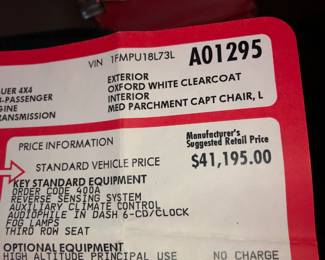 VIN 1FMPU18L73L A01295
UER 4X4
-PASSENGER
GINE
TRANSMISSION
EXTERIOR
OXFORD WHITE CLEARCOAT
INTERIOR
MED PARCHMENT CAPT CHAIR, L
PRICE INFORMATION
Manufacturer's
Suggested Retail Price
STANDARD VEHICLE PRICE $41,195.00
KEY STANDARD EQUIPMENT
ORDER CODE 400A
REVERSE SENSING SYSTEM
AUXILIARY CLIMATE CONTROL
AUDIOPHILE IN DASH 6-CD/CLOCK
FOG LAMPS
THIRD ROW SEAT
OPTIONAL EQUIPMENT
HIGH ALTITUDE PRINCIPAL USE NO CHARGE